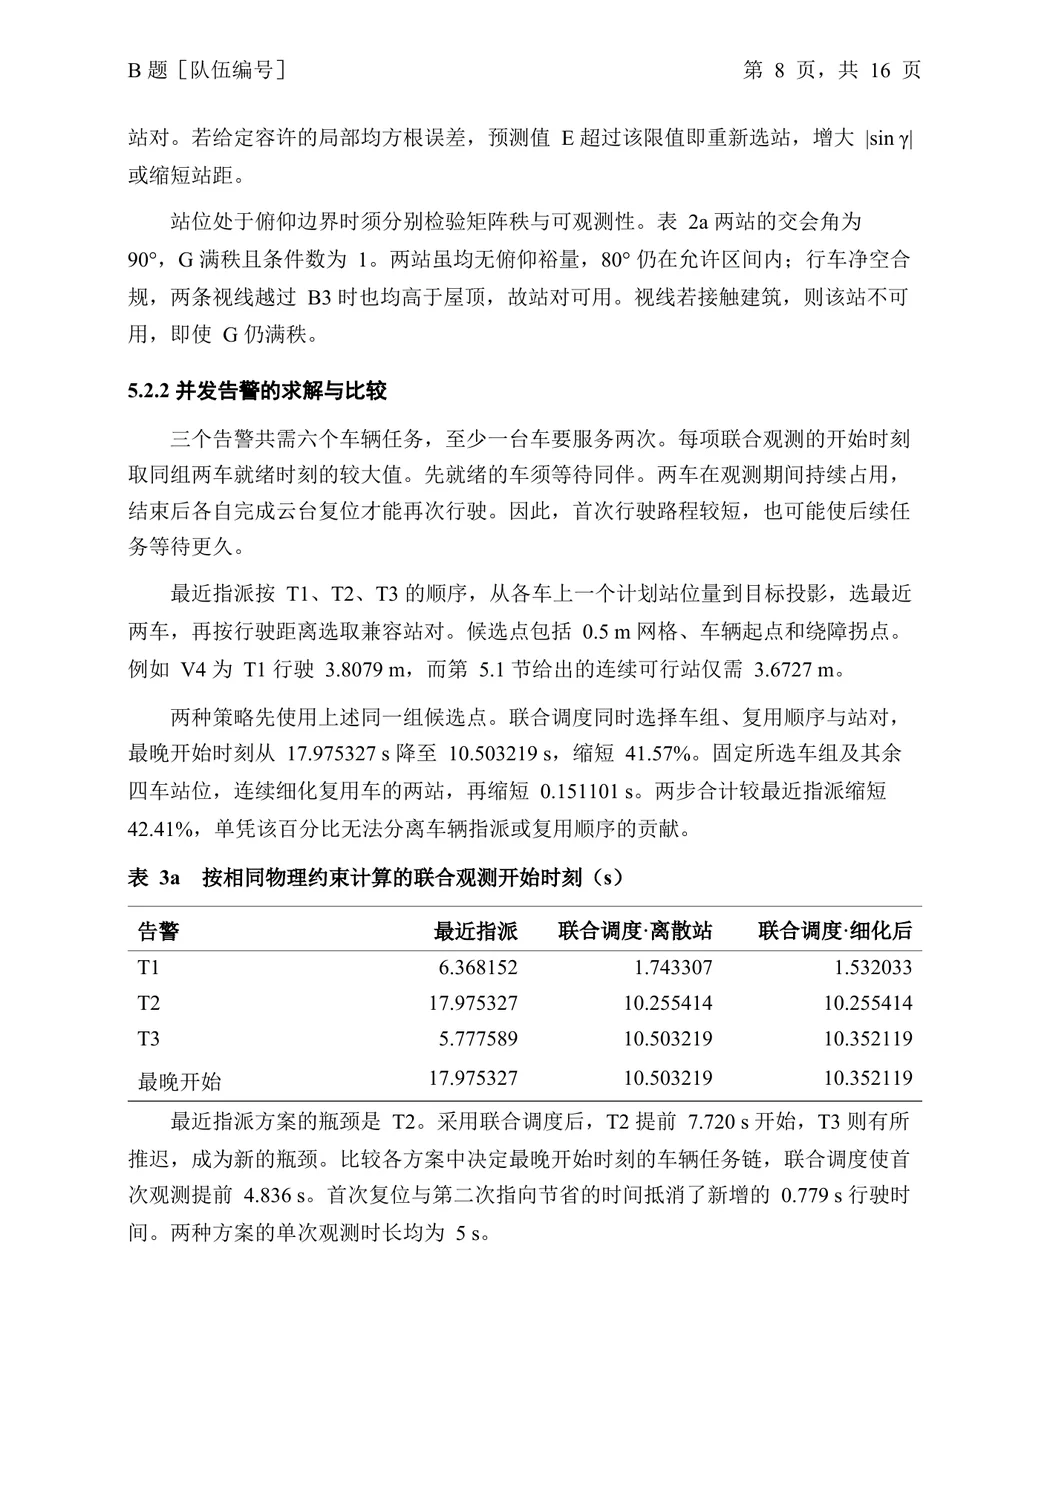 B 题［队伍编号］ 第 8 页，共 16 页
站对。若给定容许的局部均方根误差，预测值 E 超过该限值即重新选站，增大 |sin γ|
或缩短站距。
站位处于俯仰边界时须分别检验矩阵秩与可观测性。表 2a 两站的交会角为
90°，G 满秩且条件数为 1。两站虽均无俯仰裕量，80° 仍在允许区间内；行车净空合
规，两条视线越过 B3 时也均高于屋顶，故站对可用。视线若接触建筑，则该站不可
用，即使 G 仍满秩。
5.2.2 并发告警的求解与比较
三个告警共需六个车辆任务，至少一台车要服务两次。每项联合观测的开始时刻
取同组两车就绪时刻的较大值。先就绪的车须等待同伴。两车在观测期间持续占用，
结束后各自完成云台复位才能再次行驶。因此，首次行驶路程较短，也可能使后续任
务等待更久。
最近指派按 T1、T2、T3 的顺序，从各车上一个计划站位量到目标投影，选最近
两车，再按行驶距离选取兼容站对。候选点包括 0.5 m 网格、车辆起点和绕障拐点。
例如 V4 为 T1 行驶 3.8079 m，而第 5.1 节给出的连续可行站仅需 3.6727 m。
两种策略先使用上述同一组候选点。联合调度同时选择车组、复用顺序与站对，
最晚开始时刻从 17.975327 s 降至 10.503219 s，缩短 41.57%。固定所选车组及其余
四车站位，连续细化复用车的两站，再缩短 0.151101 s。两步合计较最近指派缩短
42.41%，单凭该百分比无法分离车辆指派或复用顺序的贡献。
表 3a 按相同物理约束计算的联合观测开始时刻（s）
告警 最近指派 联合调度·离散站 联合调度·细化后
T1 6.368152 1.743307 1.532033
T2 17.975327 10.255414 10.255414
T3 5.777589 10.503219 10.352119
最晚开始 17.975327 10.503219 10.352119
最近指派方案的瓶颈是 T2。采用联合调度后，T2 提前 7.720 s 开始，T3 则有所
推迟，成为新的瓶颈。比较各方案中决定最晚开始时刻的车辆任务链，联合调度使首
次观测提前 4.836 s。首次复位与第二次指向节省的时间抵消了新增的 0.779 s 行驶时
间。两种方案的单次观测时长均为 5 s。